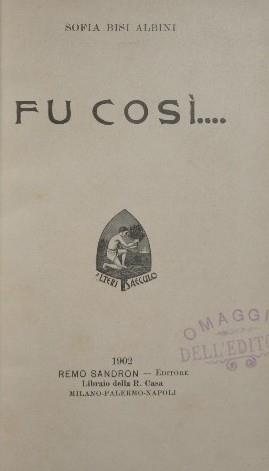 SOFIA BISI ALBINI
FU COSÌ....
ALTERI SAECULO
OMAGGI
DELL'EDITO
1902
REMO SANDRON — EDITORE
Libraio della R. Casa
MILANO-PALERMO-NAPOLI